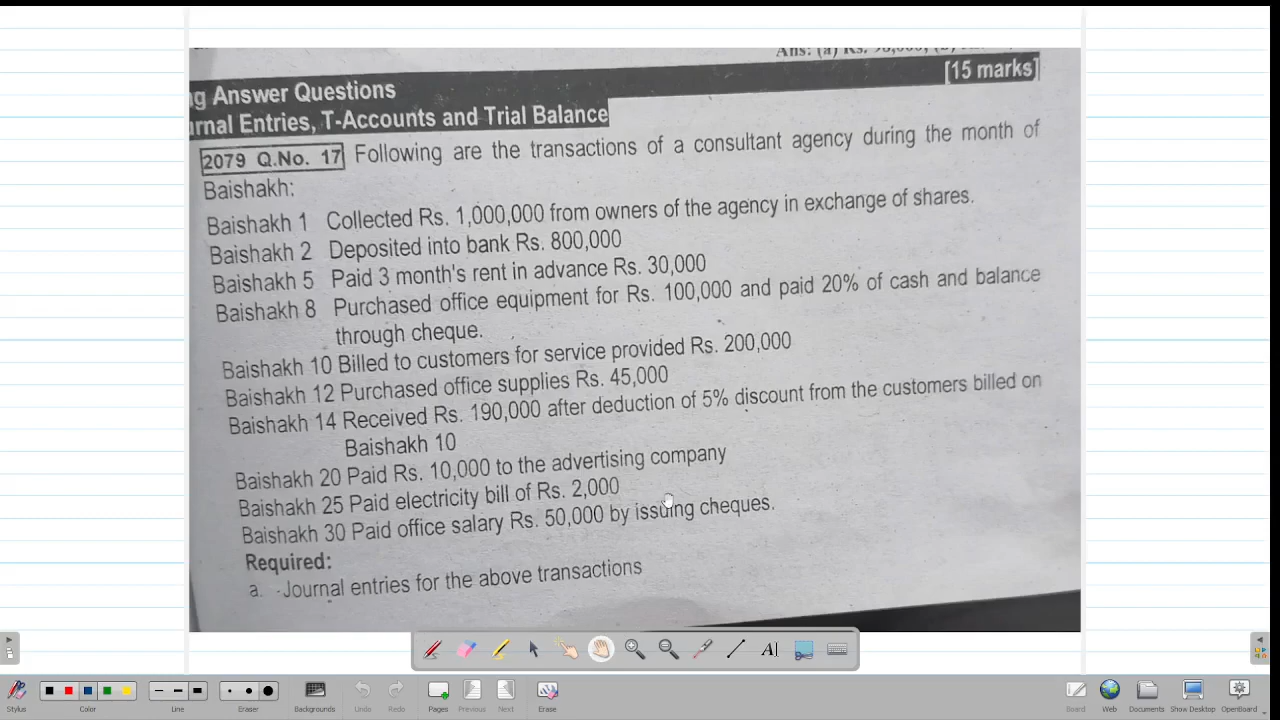 Ans: (a) Rs.
[15 marks]
g Answer Questions
rnal Entries, T-Accounts and Trial Balance
2079 Q.No. 17 Following are the transactions of a consultant agency during the month of
Baishakh:
Baishakh 1 Collected Rs. 1,000,000 from owners of the agency in exchange of shares.
Baishakh 2 Deposited into bank Rs. 800,000
Baishakh 5 Paid 3 month's rent in advance Rs. 30,000
Baishakh 8 Purchased office equipment for Rs. 100,000 and paid 20% of cash and balance
through cheque.
Baishakh 10 Billed to customers for service provided Rs. 200,000
Baishakh 12 Purchased office supplies Rs. 45,000
Baishakh 14 Received Rs. 190,000 after deduction of 5% discount from the customers billed on
Baishakh 10
Baishakh 20 Paid Rs. 10,000 to the advertising company
Baishakh 25 Paid electricity bill of Rs. 2,000
Baishakh 30 Paid office salary Rs. 50,000 by issuing cheques.
Required:
a. Journal entries for the above transactions
A
Stylus Color Line Eraser Backgrounds Undo Redo Pages Previous Next Erase Board Web Documents Show Desktop OpenBoard